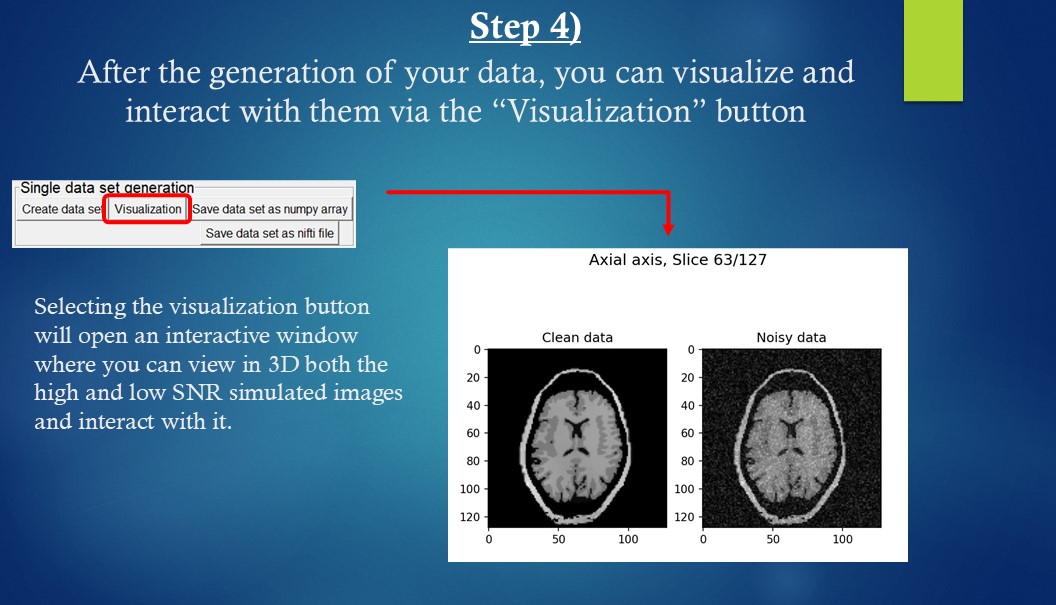 Step 4)
After the generation of your data, you can visualize and
interact with them via the “Visualization” button
Single data set generation
Create data set Visualization Save data set as numpy array
Save data set as nifti file
Selecting the visualization button
will open an interactive window
where you can view in 3D both the
high and low SNR simulated images
and interact with it.
Axial axis, Slice 63/127
Clean data
0
20
40
60
80
100
120
0 50 100
Noisy data
0
20
40
60
80
100
120
0 50 100